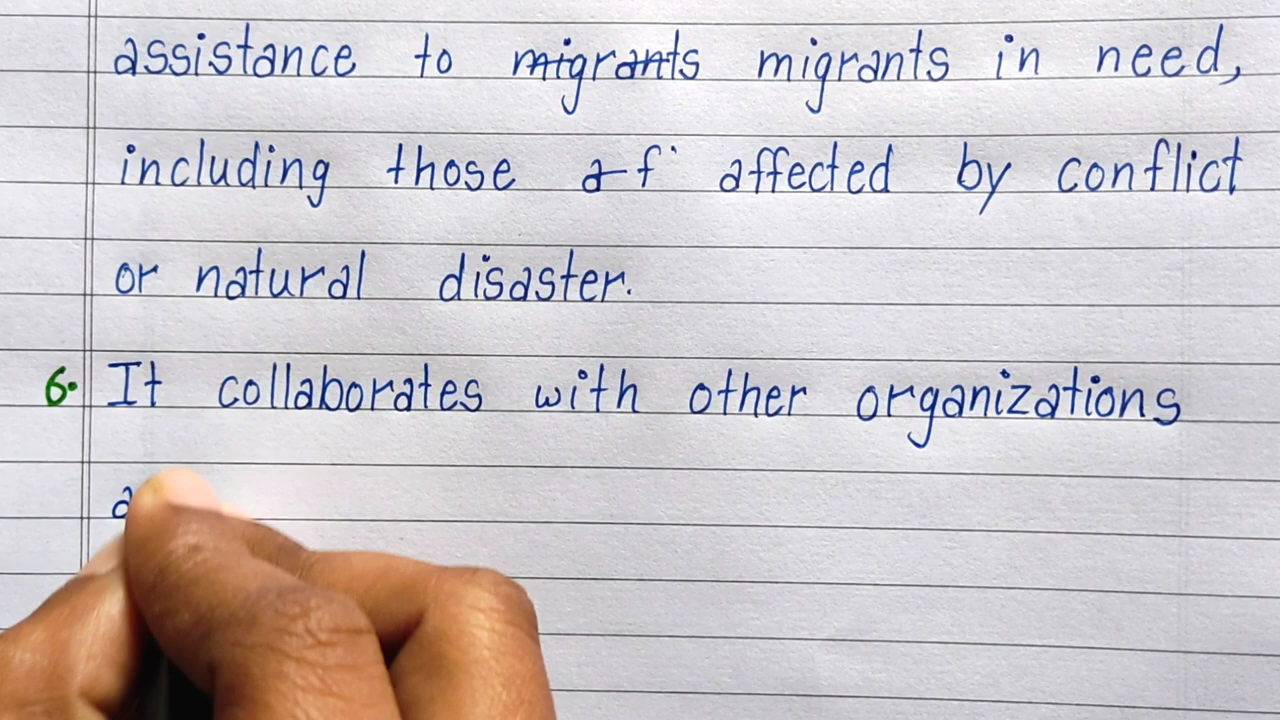 assistance to migrants migrants in need,
including those af affected by conflict
or natural disaster.
6. It collaborates with other organizations
a